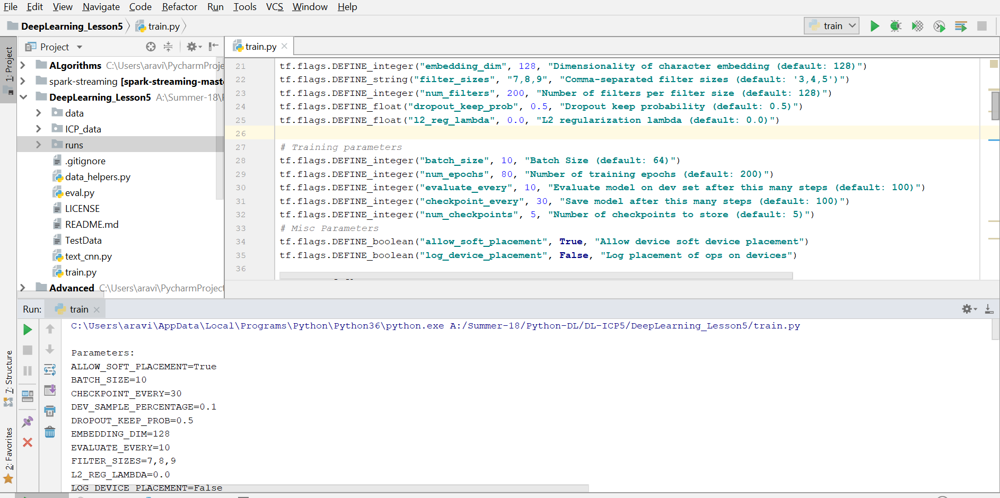 File Edit View Navigate Code Refactor Run Tools VCS Window Help
DeepLearning_Lesson5 train.py train
1: Project
Project
train.py
ALgorithms C:\Users\aravi\PycharmProje
spark-streaming [spark-streaming-mast
DeepLearning_Lesson5 A:\Summer-18\
data
ICP_data
runs
.gitignore
data_helpers.py
eval.py
LICENSE
README.md
TestData
text_cnn.py
train.py
Advanced C:\Users\aravi\PycharmProject
21 tf.flags.DEFINE_integer("embedding_dim", 128, "Dimensionality of character embedding (default: 128)")
22 tf.flags.DEFINE_string("filter_sizes", "7,8,9", "Comma-separated filter sizes (default: '3,4,5')")
23 tf.flags.DEFINE_integer("num_filters", 200, "Number of filters per filter size (default: 128)")
24 tf.flags.DEFINE_float("dropout_keep_prob", 0.5, "Dropout keep probability (default: 0.5)")
25 tf.flags.DEFINE_float("l2_reg_lambda", 0.0, "L2 regularization lambda (default: 0.0)")
26
27 # Training parameters
28 tf.flags.DEFINE_integer("batch_size", 10, "Batch Size (default: 64)")
29 tf.flags.DEFINE_integer("num_epochs", 80, "Number of training epochs (default: 200)")
30 tf.flags.DEFINE_integer("evaluate_every", 10, "Evaluate model on dev set after this many steps (default: 100)")
31 tf.flags.DEFINE_integer("checkpoint_every", 30, "Save model after this many steps (default: 100)")
32 tf.flags.DEFINE_integer("num_checkpoints", 5, "Number of checkpoints to store (default: 5)")
33 # Misc Parameters
34 tf.flags.DEFINE_boolean("allow_soft_placement", True, "Allow device soft device placement")
35 tf.flags.DEFINE_boolean("log_device_placement", False, "Log placement of ops on devices")
36
Run: train
7: Structure
2: Favorites
C:\Users\aravi\AppData\Local\Programs\Python\Python36\python.exe A:/Summer-18/Python-DL/DL-ICP5/DeepLearning_Lesson5/train.py
Parameters:
ALLOW_SOFT_PLACEMENT=True
BATCH_SIZE=10
CHECKPOINT_EVERY=30
DEV_SAMPLE_PERCENTAGE=0.1
DROPOUT_KEEP_PROB=0.5
EMBEDDING_DIM=128
EVALUATE_EVERY=10
FILTER_SIZES=7,8,9
L2_REG_LAMBDA=0.0
LOG_DEVICE_PLACEMENT=False